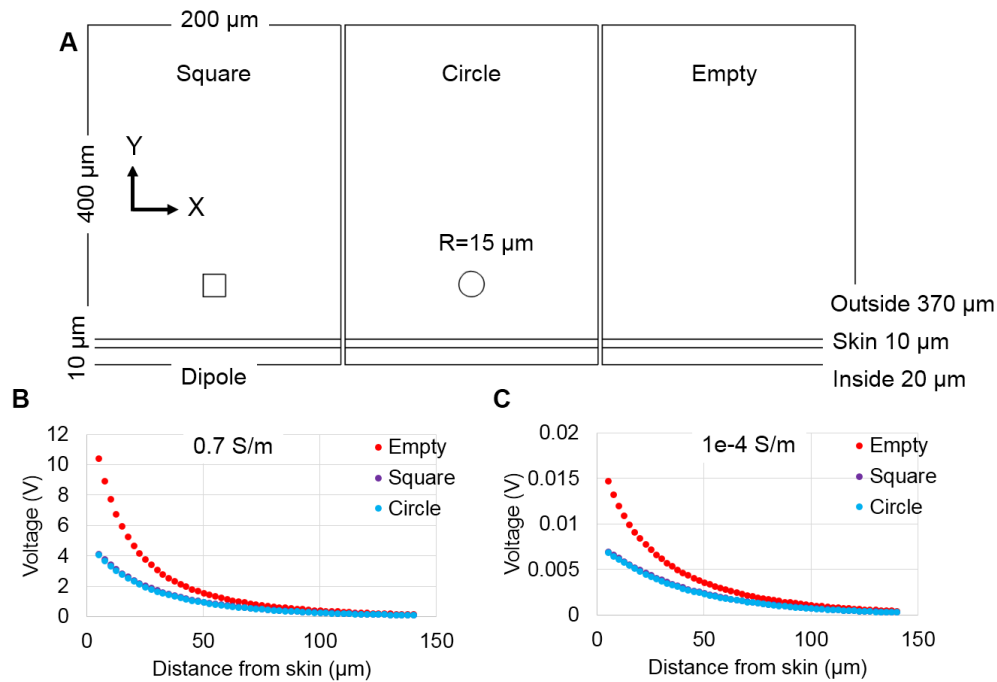 A
200 µm
Square
Circle
Empty
Y
X
400 µm
R=15 µm
Outside 370 µm
Skin 10 µm
Inside 20 µm
10 µm
Dipole
B
0.7 S/m
Empty
Square
Circle
Voltage (V)
12
10
8
6
4
2
0
0
50
100
150
Distance from skin (µm)
C
1e-4 S/m
Empty
Square
Circle
Voltage (V)
0.02
0.015
0.01
0.005
0
0
50
100
150
Distance from skin (µm)